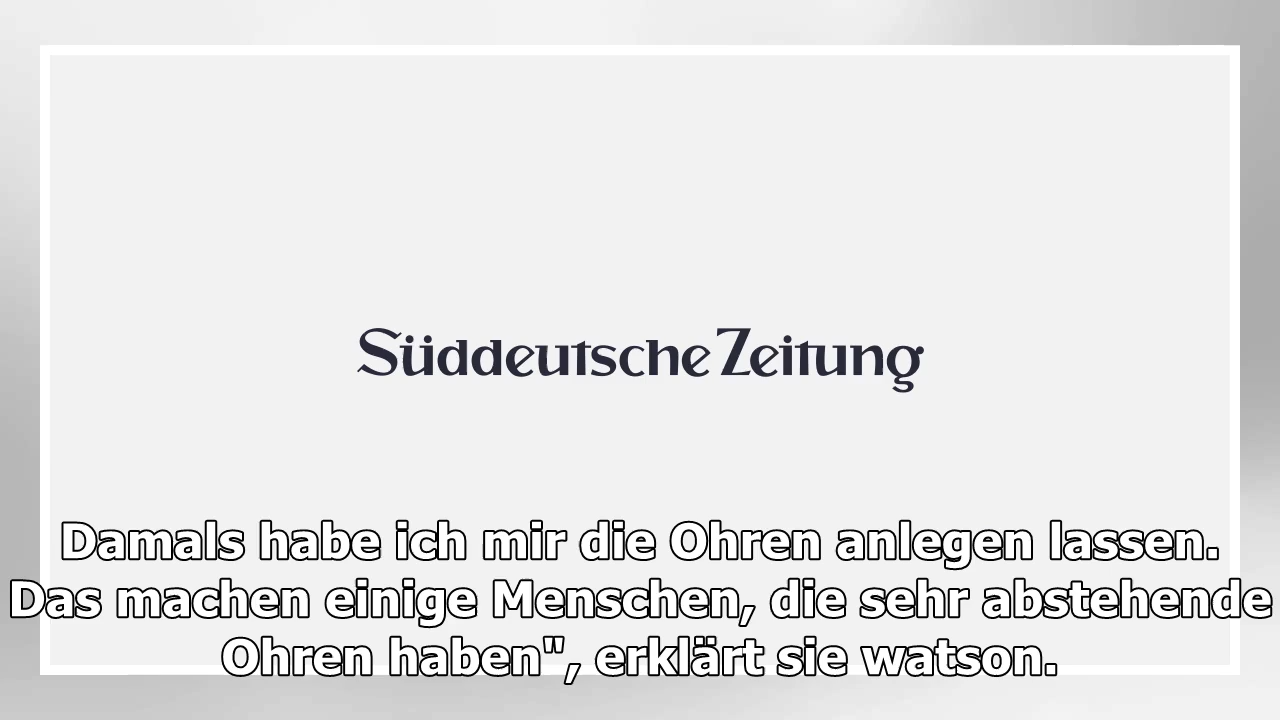 Süddeutsche Zeitung
Damals habe ich mir die Ohren anlegen lassen.
Das machen einige Menschen, die sehr abstehende
Ohren haben", erklärt sie watson.